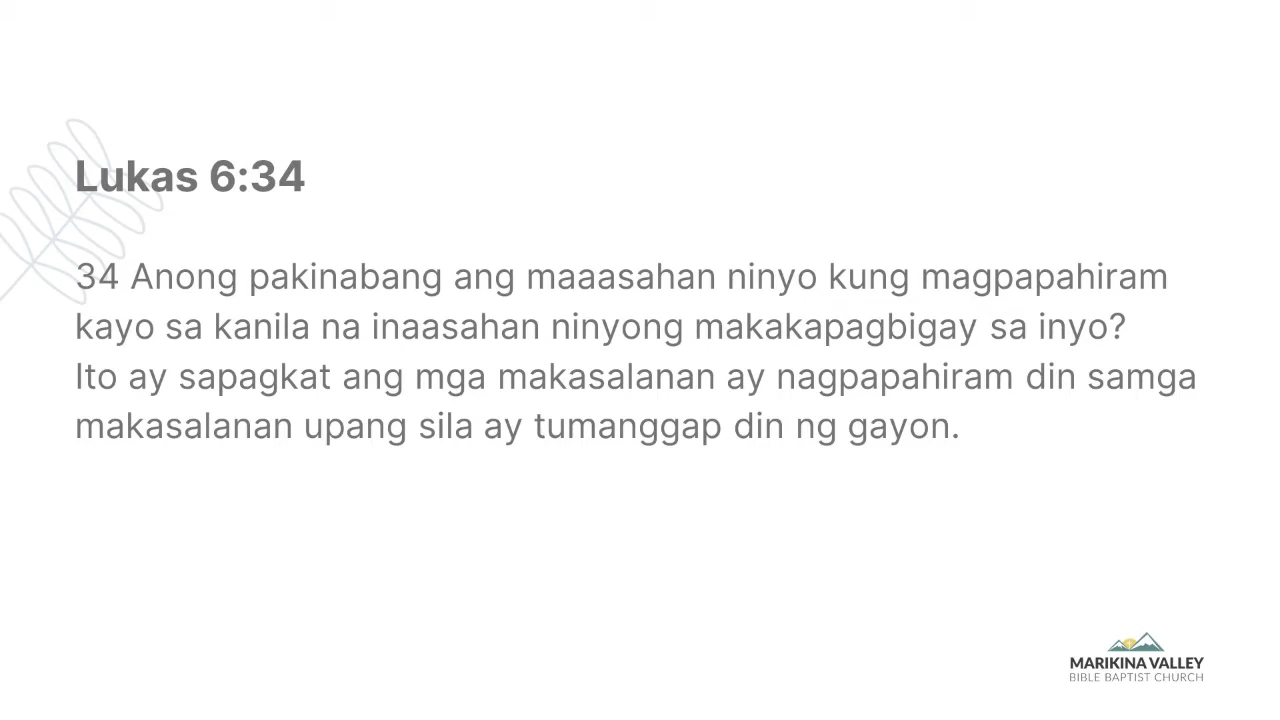 Lukas 6:34
34 Anong pakinabang ang maaasahan ninyo kung magpapahiram
kayo sa kanila na inaasahan ninyong makakapagbigay sa inyo?
Ito ay sapagkat ang mga makasalanan ay nagpapahiram din samga
makasalanan upang sila ay tumanggap din ng gayon.
MARIKINA VALLEY
BIBLE BAPTIST CHURCH